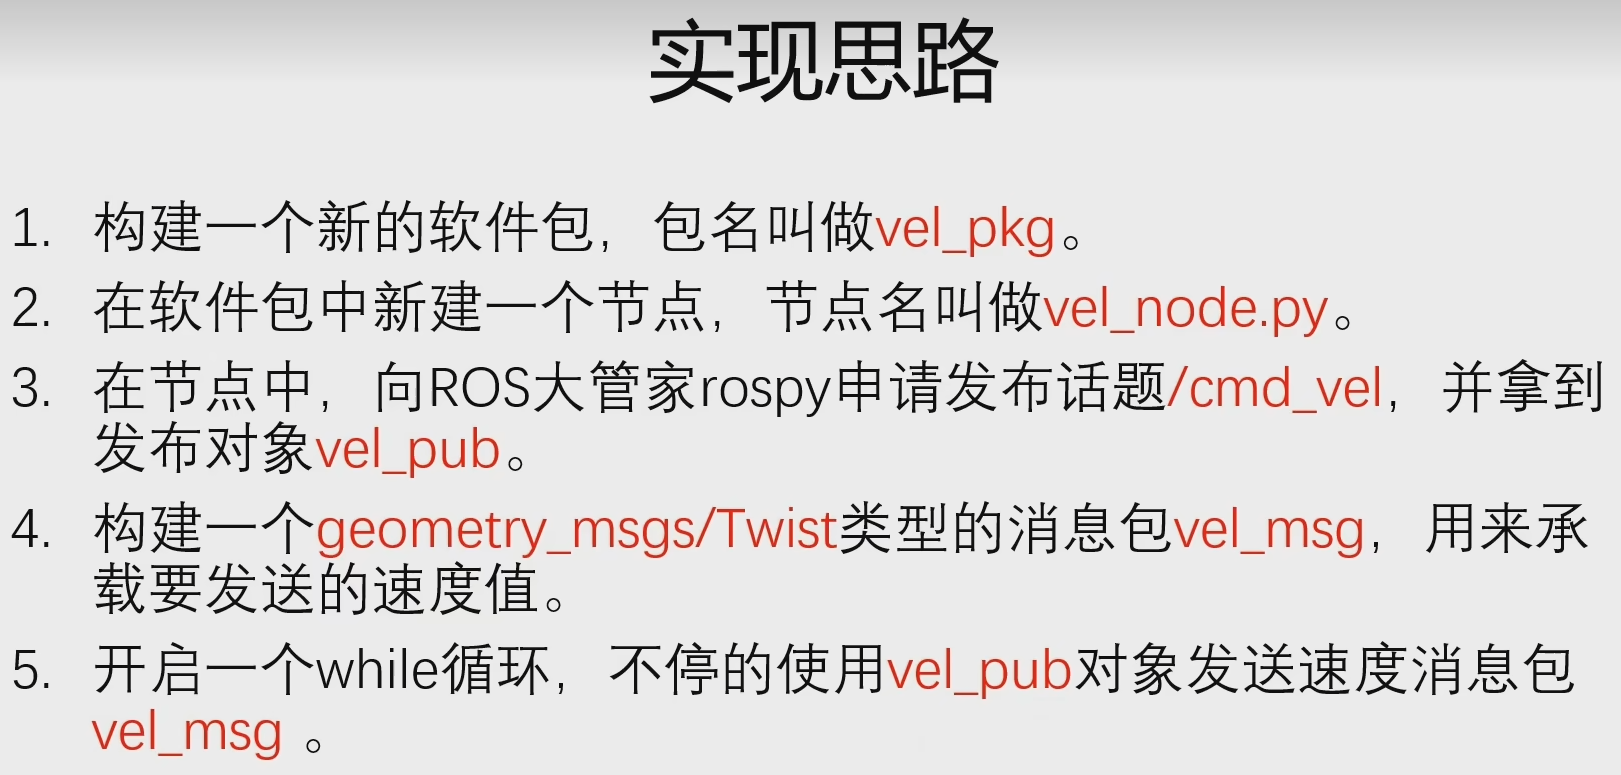 实现思路
1. 构建一个新的软件包，包名叫做vel_pkg。
2. 在软件包中新建一个节点，节点名叫做vel_node.py。
3. 在节点中，向ROS大管家rospy申请发布话题/cmd_vel，并拿到
发布对象vel_pub。
4. 构建一个geometry_msgs/Twist类型的消息包vel_msg，用来承
载要发送的速度值。
5. 开启一个while循环，不停的使用vel_pub对象发送速度消息包
vel_msg 。